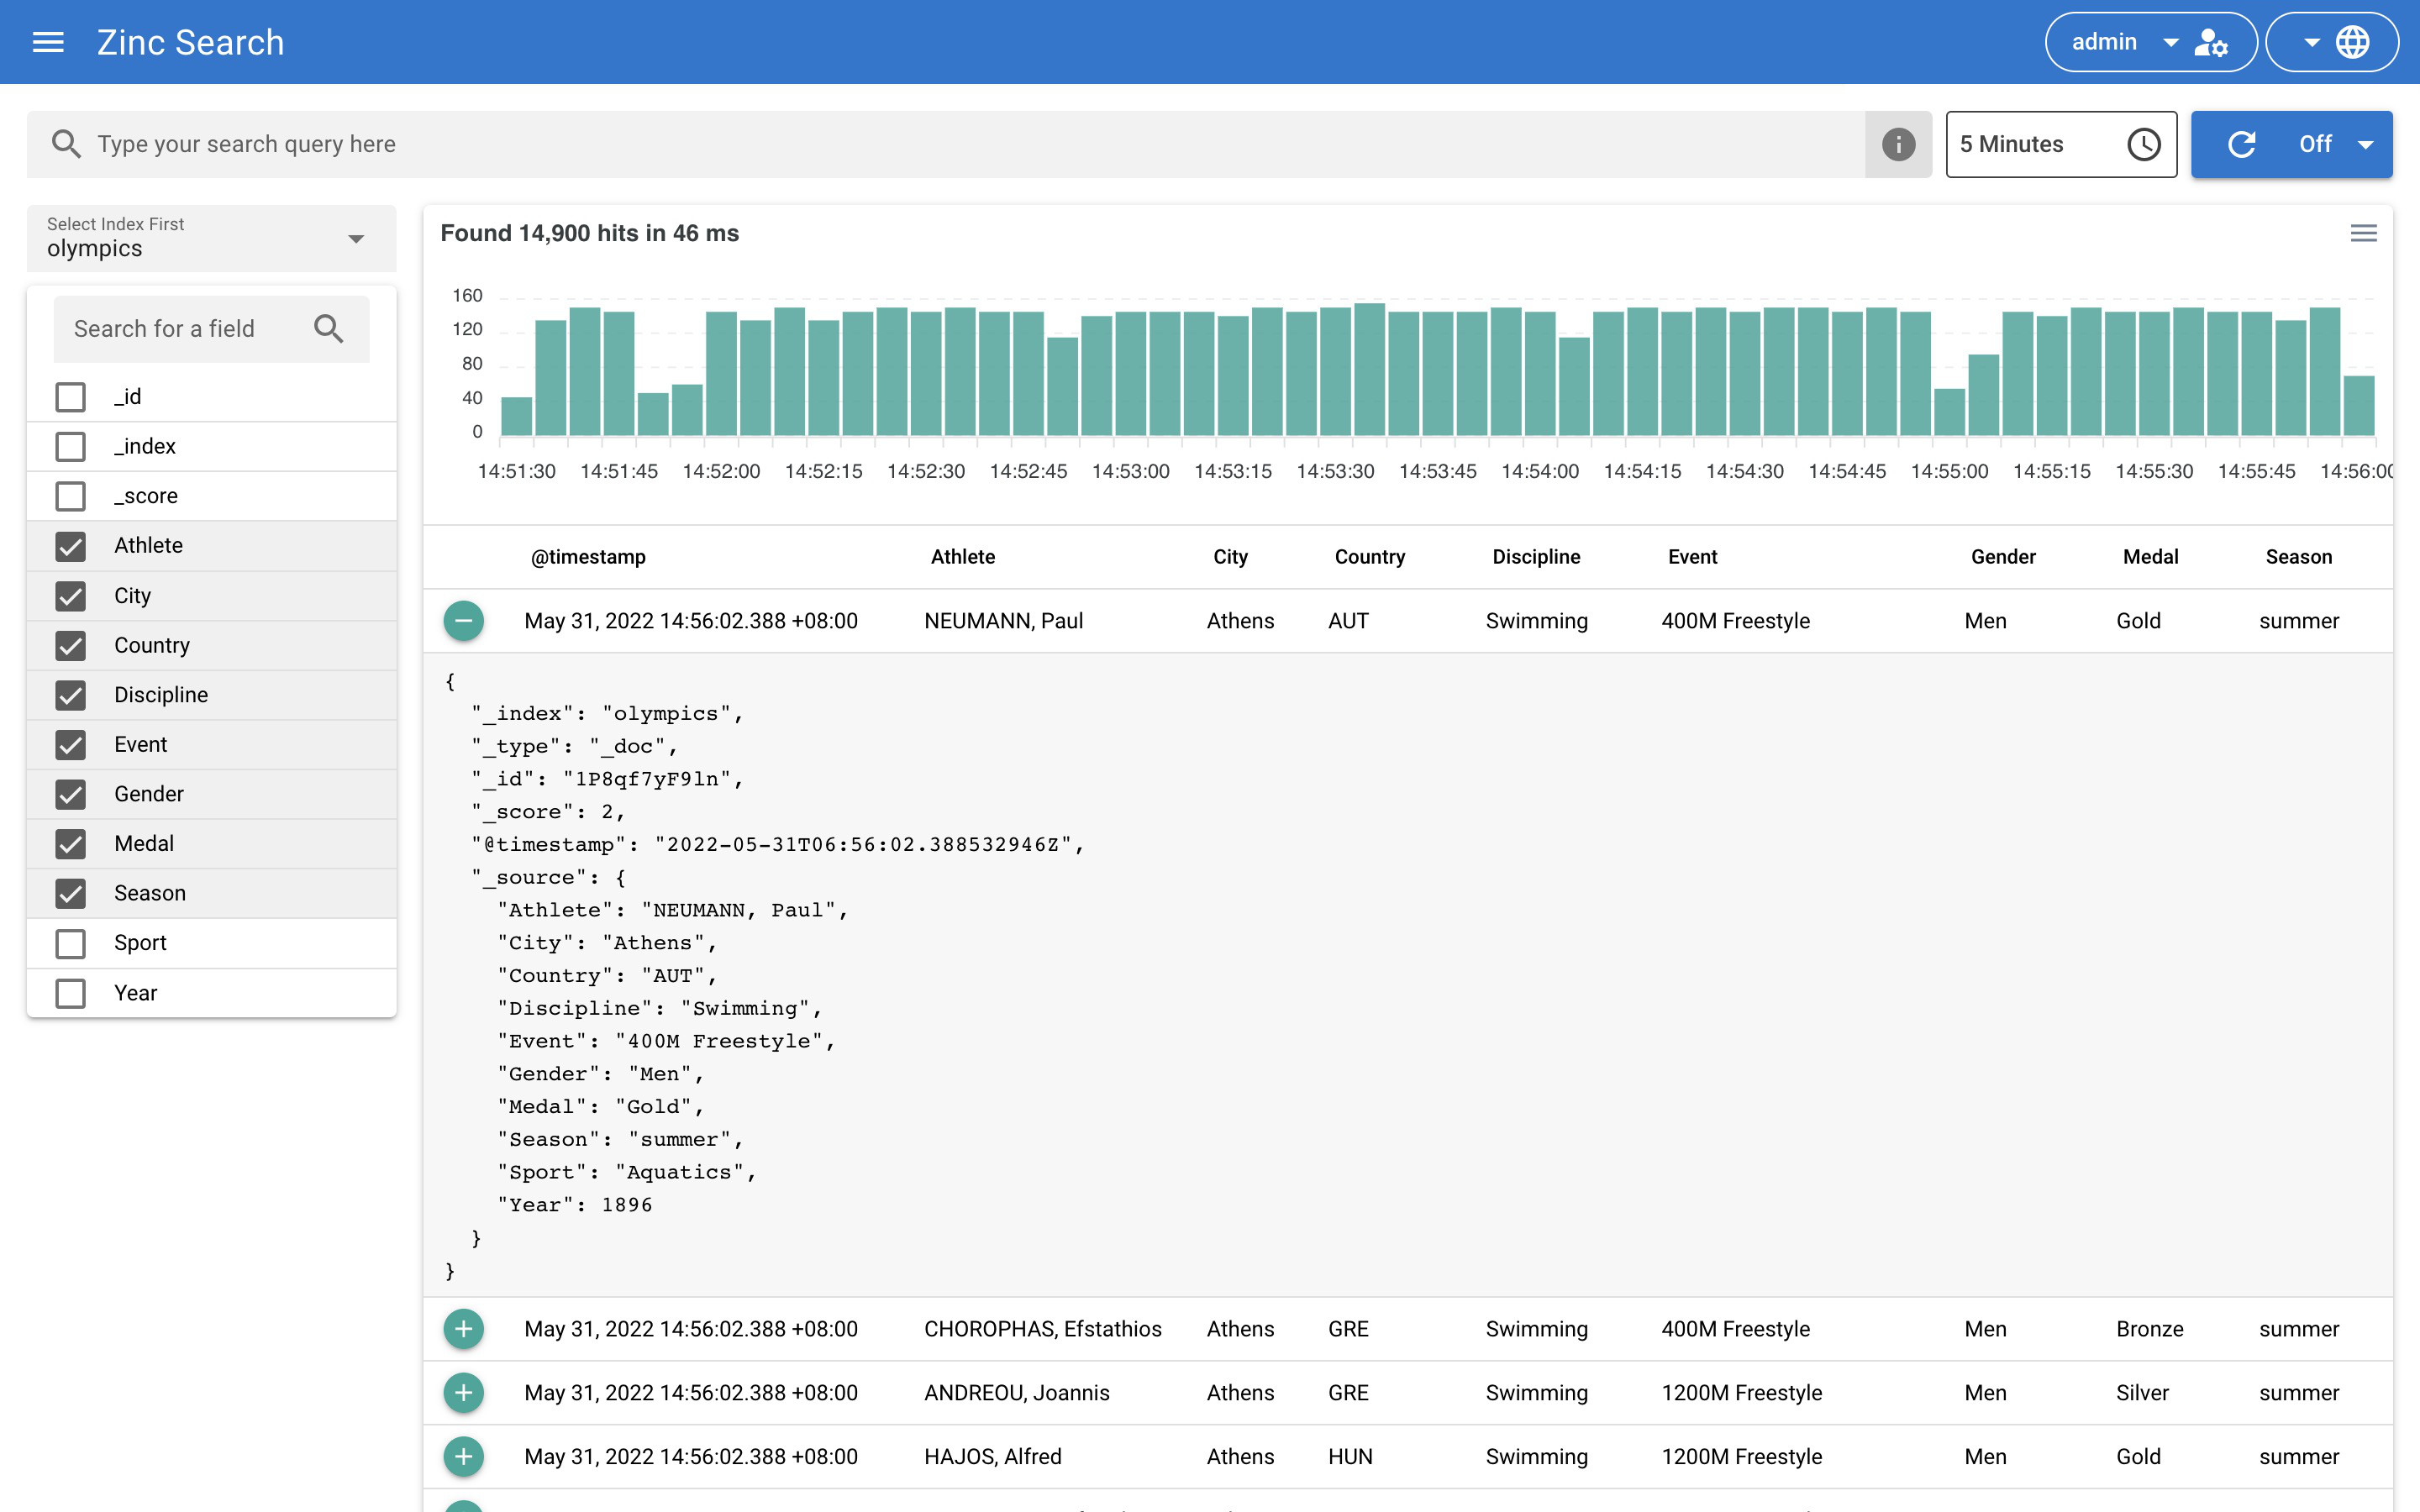 Zinc Search
admin
Type your search query here
5 Minutes
Off
Select Index First
olympics
Search for a field
_id
_index
_score
Athlete
City
Country
Discipline
Event
Gender
Medal
Season
Sport
Year
Found 14,900 hits in 46 ms
160
120
80
40
0
14:51:30 14:51:45 14:52:00 14:52:15 14:52:30 14:52:45 14:53:00 14:53:15 14:53:30 14:53:45 14:54:00 14:54:15 14:54:30 14:54:45 14:55:00 14:55:15 14:55:30 14:55:45 14:56:00
@timestamp Athlete City Country Discipline Event Gender Medal Season
May 31, 2022 14:56:02.388 +08:00 NEUMANN, Paul Athens AUT Swimming 400M Freestyle Men Gold summer
{
"_index": "olympics",
"_type": "_doc",
"_id": "1P8qf7yF9ln",
"_score": 2,
"@timestamp": "2022-05-31T06:56:02.388532946Z",
"_source": {
"Athlete": "NEUMANN, Paul",
"City": "Athens",
"Country": "AUT",
"Discipline": "Swimming",
"Event": "400M Freestyle",
"Gender": "Men",
"Medal": "Gold",
"Season": "summer",
"Sport": "Aquatics",
"Year": 1896
}
}
May 31, 2022 14:56:02.388 +08:00 CHOROPHAS, Efstathios Athens GRE Swimming 400M Freestyle Men Bronze summer
May 31, 2022 14:56:02.388 +08:00 ANDREOU, Joannis Athens GRE Swimming 1200M Freestyle Men Silver summer
May 31, 2022 14:56:02.388 +08:00 HAJOS, Alfred Athens HUN Swimming 1200M Freestyle Men Gold summer